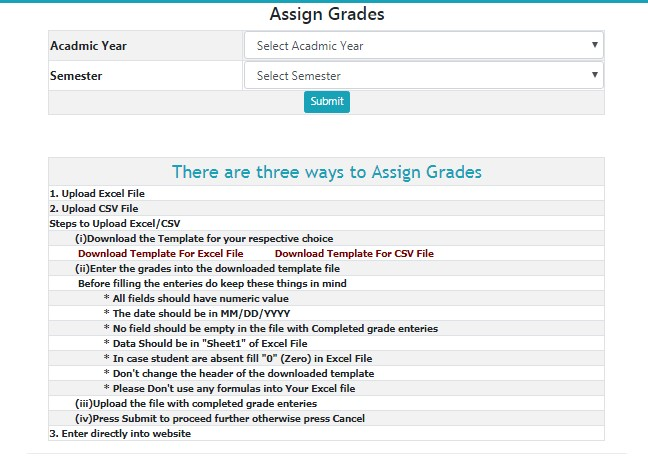 Assign Grades
Acadmic Year
Select Acadmic Year
Semester
Select Semester
Submit
There are three ways to Assign Grades
1. Upload Excel File
2. Upload CSV File
Steps to Upload Excel/CSV
(i)Download the Template for your respective choice
Download Template For Excel File Download Template For CSV File
(ii)Enter the grades into the downloaded template file
Before filling the enteries do keep these things in mind
* All fields should have numeric value
* The date should be in MM/DD/YYYY
* No field should be empty in the file with Completed grade enteries
* Data Should be in "Sheet1" of Excel File
* In case student are absent fill "0" (Zero) in Excel File
* Don't change the header of the downloaded template
* Please Don't use any formulas into Your Excel file
(iii)Upload the file with completed grade enteries
(iv)Press Submit to proceed further otherwise press Cancel
3. Enter directly into website